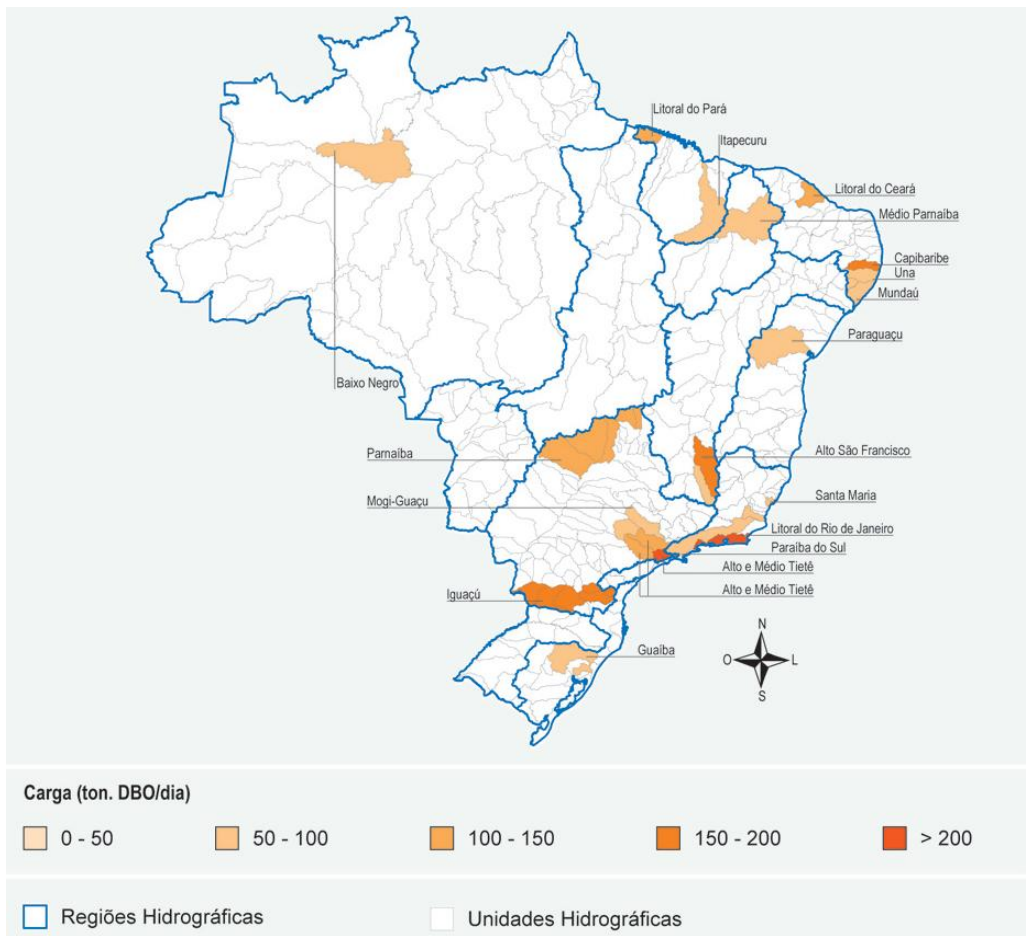 Litoral do Pará
Itapecuru
Litoral do Ceará
Médio Parnaíba
Capibaribe
Una
Mundaú
Paraguaçu
Baixo Negro
Alto São Francisco
Parnaíba
Santa Maria
Mogi-Guaçu
Litoral do Rio de Janeiro
Paraíba do Sul
Alto e Médio Tietê
Alto e Médio Tietê
Iguaçú
Guaíba
N
O
L
S
Carga (ton. DBO/dia)
0 - 50
50 - 100
100 - 150
150 - 200
> 200
Regiões Hidrográficas
Unidades Hidrográficas